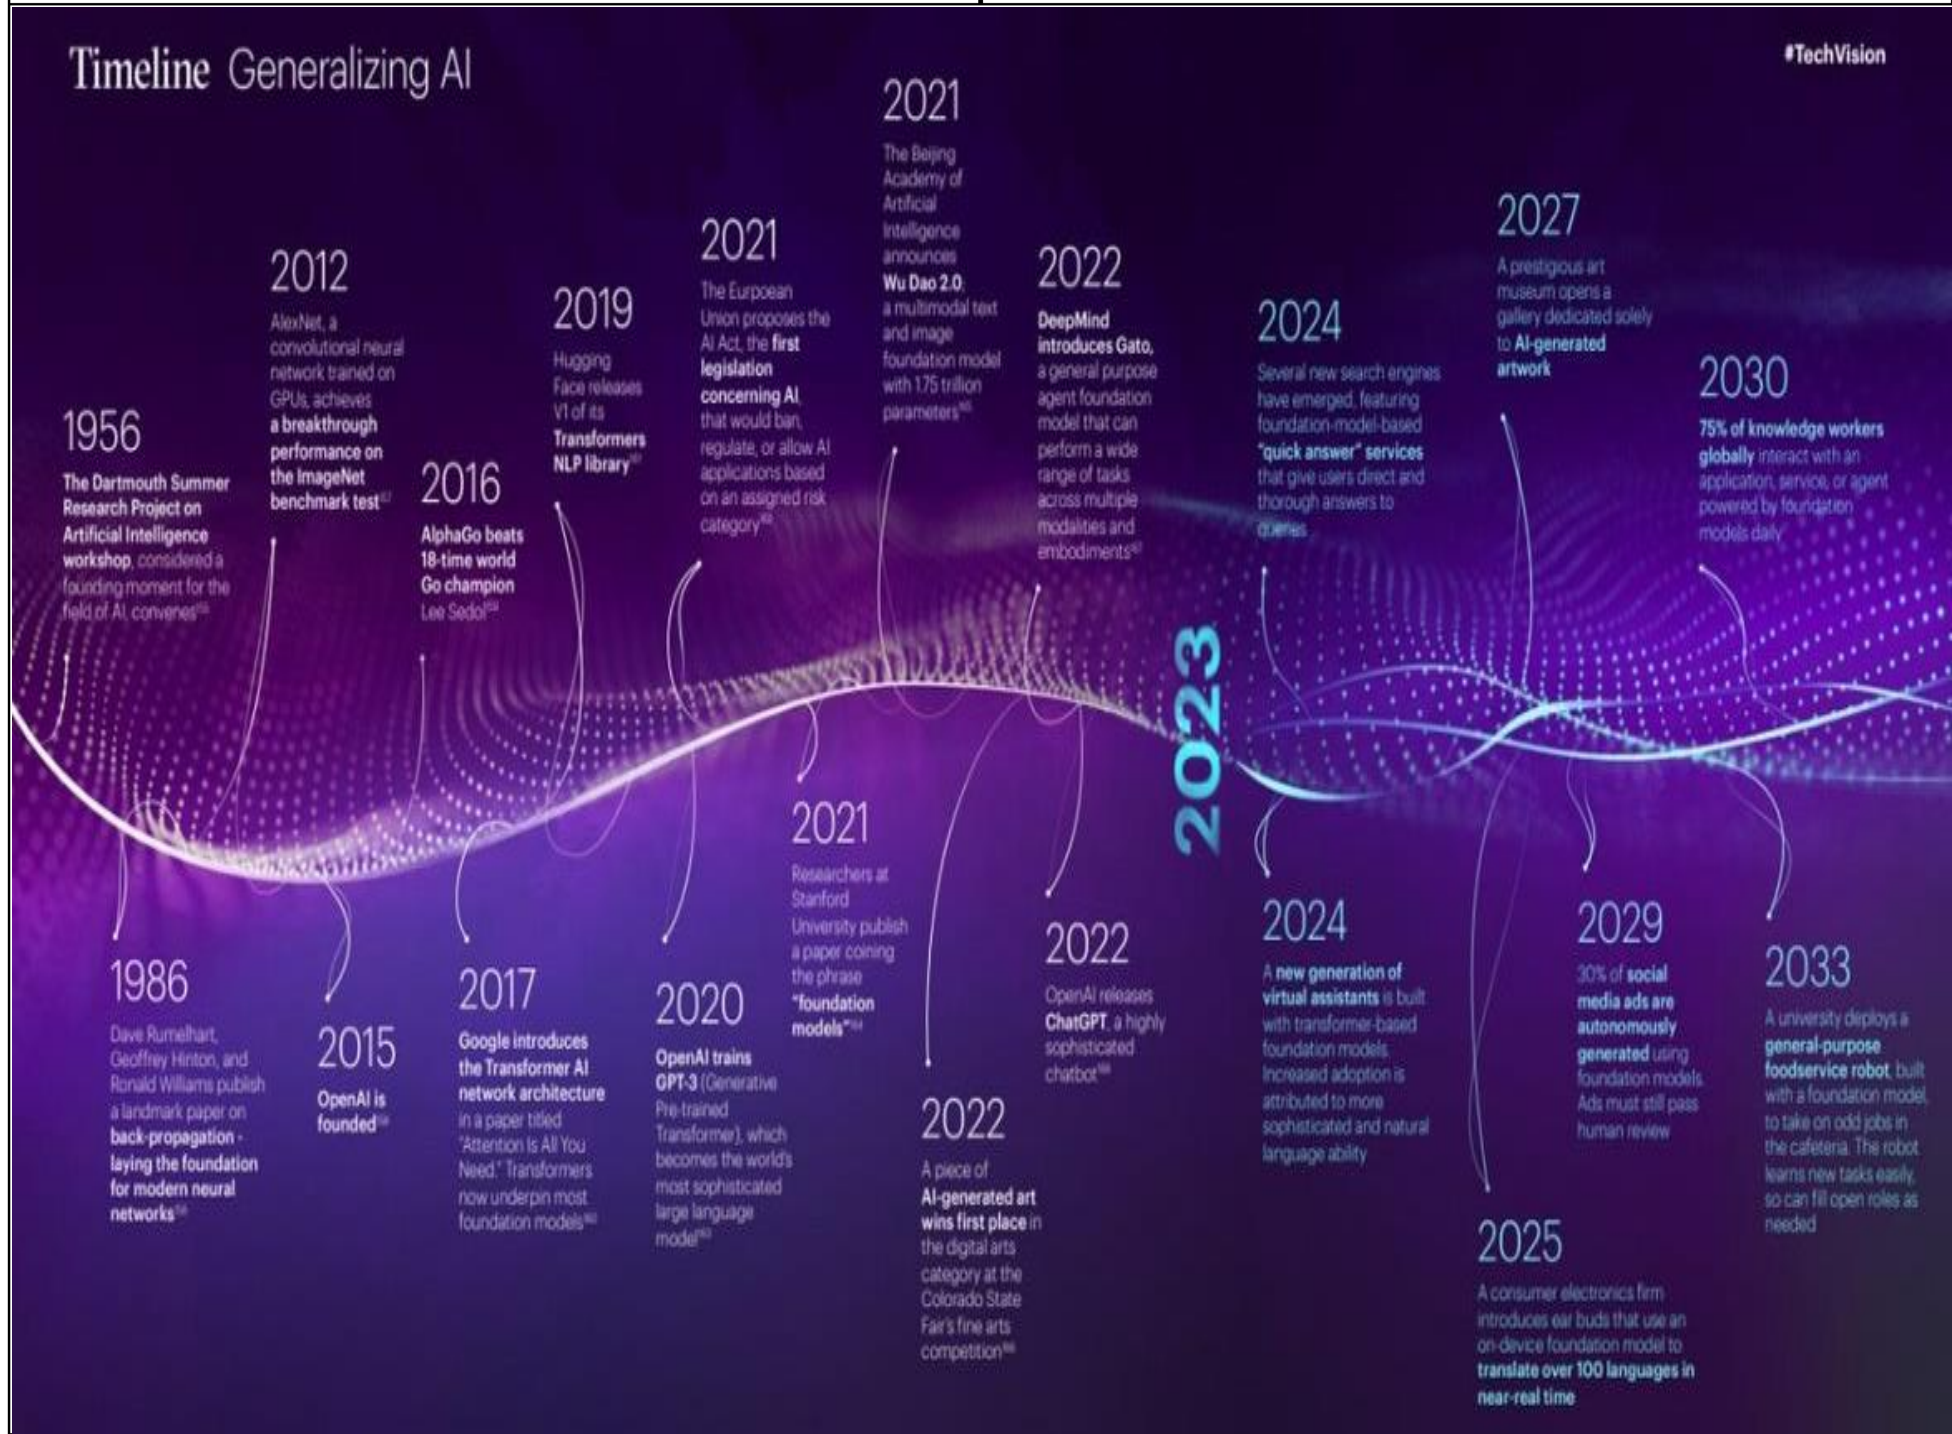 Timeline Generalizing AI
#TechVision
1956
The Dartmouth Summer
Research Project on
Artificial Intelligence
workshop, considered a
founding moment for the
field of AI, convenes
1986
Dave Rumelhart,
Geoffrey Hinton, and
Ronald Williams publish
a landmark paper on
back-propagation -
laying the foundation
for modern neural
networks
2012
AlexNet, a
convolutional neural
network trained on
GPUs, achieves
a breakthrough
performance on
the ImageNet
benchmark test
2015
OpenAI is
founded
2016
AlphaGo beats
18-time world
Go champion
Lee Sedol
2017
Google introduces
the Transformer AI
network architecture
in a paper titled
"Attention Is All You
Need." Transformers
now underpin most
foundation models
2019
Hugging
Face releases
V1 of its
Transformers
NLP library
2020
OpenAI trains
GPT-3 (Generative
Pre-trained
Transformer), which
becomes the world's
most sophisticated
large language
model
2021
The Eurpoean
Union proposes the
AI Act, the first
legislation
concerning AI,
that would ban,
regulate, or allow AI
applications based
on an assigned risk
category
2021
Researchers at
Stanford
University publish
a paper coining
the phrase
"foundation
models"
2021
The Beijing
Academy of
Artificial
Intelligence
announces
Wu Dao 2.0,
a multimodal text
and image
foundation model
with 1.75 trillion
parameters
2022
A piece of
AI-generated art
wins first place in
the digital arts
category at the
Colorado State
Fair's fine arts
competition
2022
DeepMind
introduces Gato,
a general purpose
agent foundation
model that can
perform a wide
range of tasks
across multiple
modalities and
embodiments
2022
OpenAI releases
ChatGPT, a highly
sophisticated
chatbot
2023
2024
Several new search engines
have emerged, featuring
foundation-model-based
"quick answer" services
that give users direct and
thorough answers to
queries
2024
A new generation of
virtual assistants is built
with transformer-based
foundation models.
Increased adoption is
attributed to more
sophisticated and natural
language ability
2025
A consumer electronics firm
introduces ear buds that use an
on-device foundation model to
translate over 100 languages in
near-real time
2027
A prestigious art
museum opens a
gallery dedicated solely
to AI-generated
artwork
2029
30% of social
media ads are
autonomously
generated using
foundation models.
Ads must still pass
human review
2030
75% of knowledge workers
globally interact with an
application, service, or agent
powered by foundation
models daily
2033
A university deploys a
general-purpose
foodservice robot, built
with a foundation model,
to take on odd jobs in
the cafeteria. The robot
learns new tasks easily,
so can fill open roles as
needed